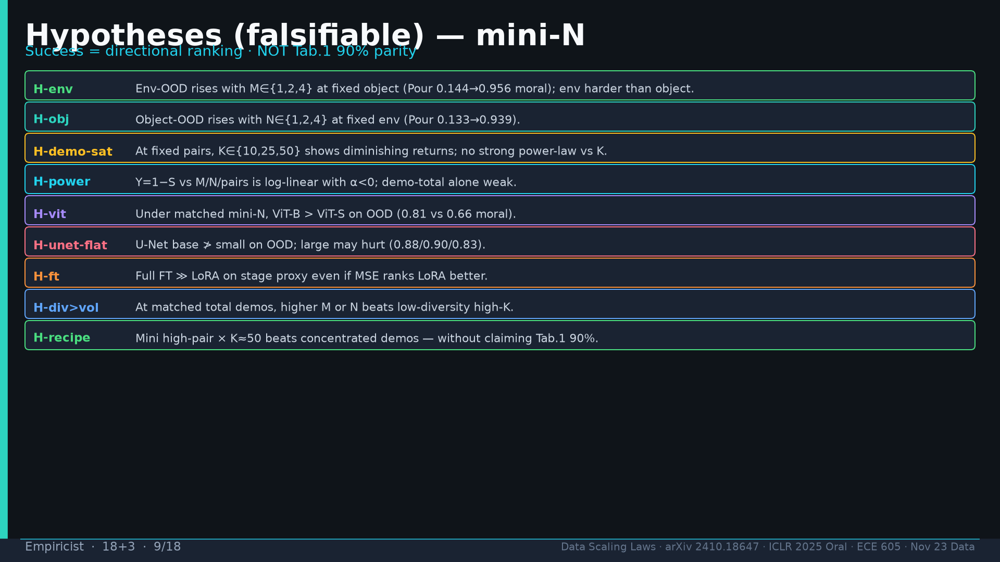 Hypotheses (falsifiable) — mini-N
Success = directional ranking · NOT Tab.1 90% parity
H-env Env-OOD rises with M∈{1,2,4} at fixed object (Pour 0.144→0.956 moral); env harder than object.
H-obj Object-OOD rises with N∈{1,2,4} at fixed env (Pour 0.133→0.939).
H-demo-sat At fixed pairs, K∈{10,25,50} shows diminishing returns; no strong power-law vs K.
H-power Y=1−S vs M/N/pairs is log-linear with α<0; demo-total alone weak.
H-vit Under matched mini-N, ViT-B > ViT-S on OOD (0.81 vs 0.66 moral).
H-unet-flat U-Net base ≯ small on OOD; large may hurt (0.88/0.90/0.83).
H-ft Full FT ≫ LoRA on stage proxy even if MSE ranks LoRA better.
H-div>vol At matched total demos, higher M or N beats low-diversity high-K.
H-recipe Mini high-pair × K≈50 beats concentrated demos — without claiming Tab.1 90%.
Empiricist · 18+3 · 9/18
Data Scaling Laws · arXiv 2410.18647 · ICLR 2025 Oral · ECE 605 · Nov 23 Data